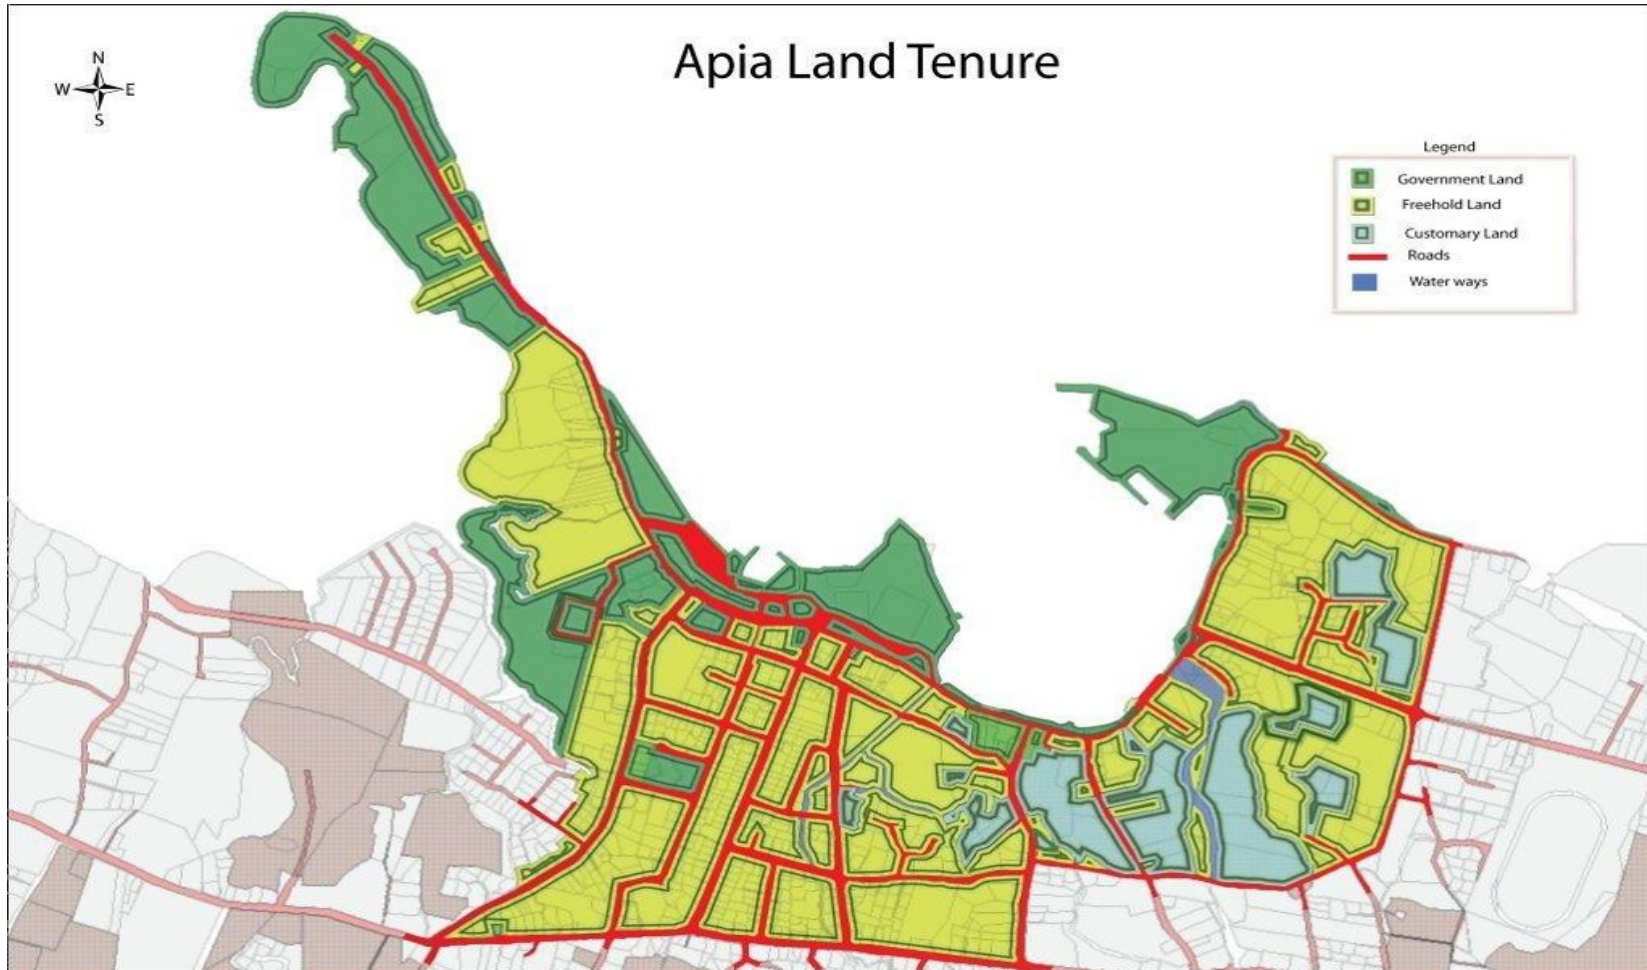 Apia Land Tenure
N
W E
S
Legend
Government Land
Freehold Land
Customary Land
Roads
Water ways